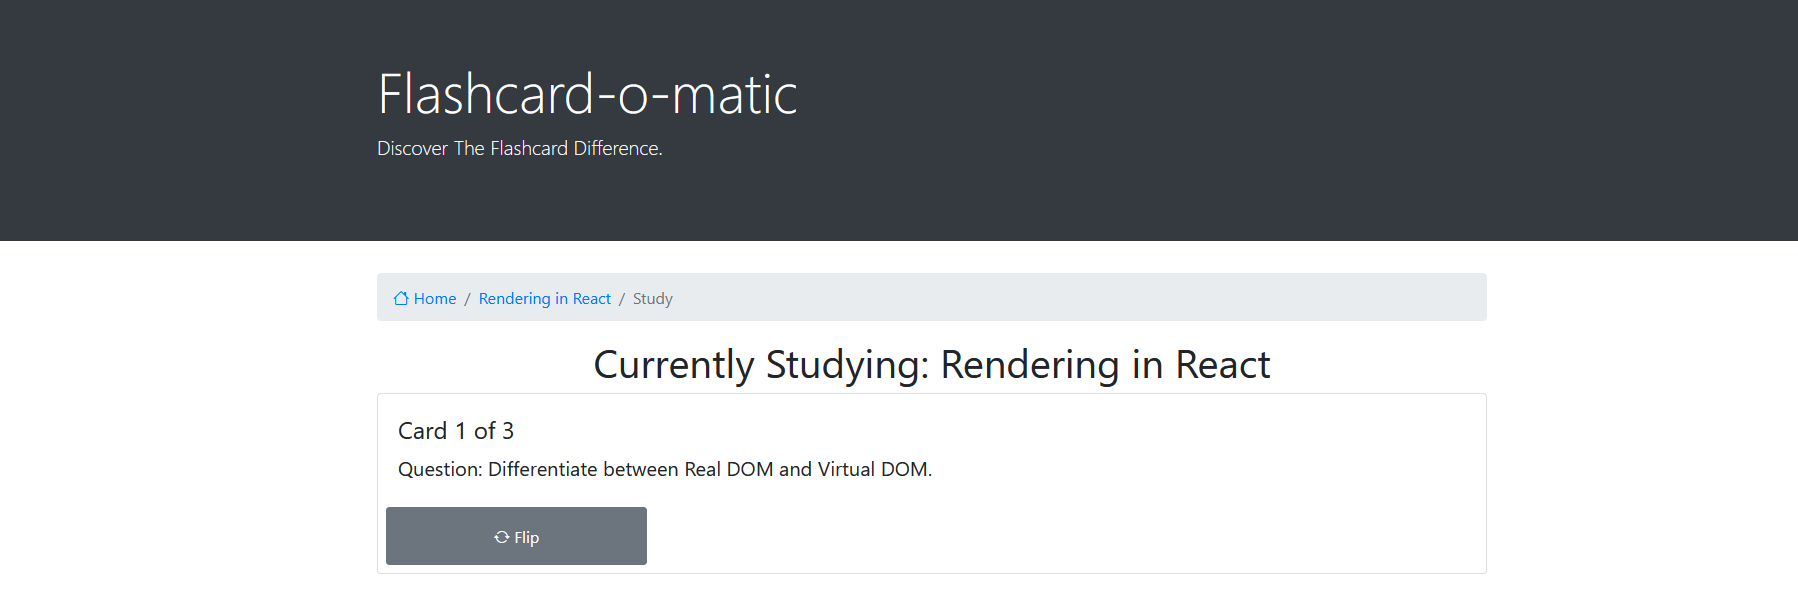 Flashcard-o-matic
Discover The Flashcard Difference.
Home / Rendering in React / Study
Currently Studying: Rendering in React
Card 1 of 3
Question: Differentiate between Real DOM and Virtual DOM.
Flip